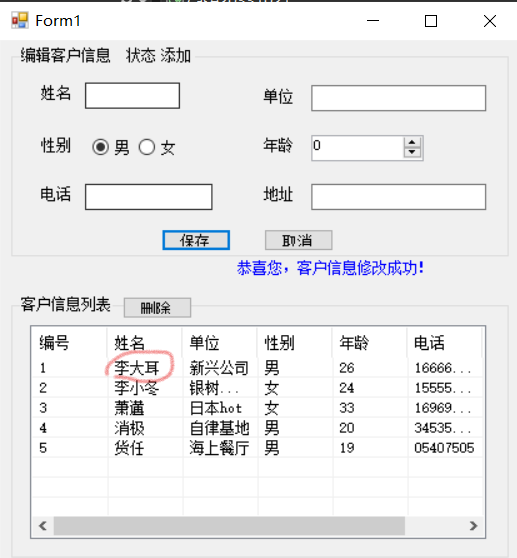 Form1
编辑客户信息 状态 添加
姓名 单位
性别 男 女 年龄 0
电话 地址
保存 取消
恭喜您，客户信息修改成功！
客户信息列表 删除
编号 姓名 单位 性别 年龄 电话
1 李大耳 新兴公司 男 26 16666...
2 李小冬 银树... 女 24 15555...
3 萧邋 日本hot 女 33 16969...
4 消极 自律基地 男 20 34535...
5 货任 海上餐厅 男 19 05407505